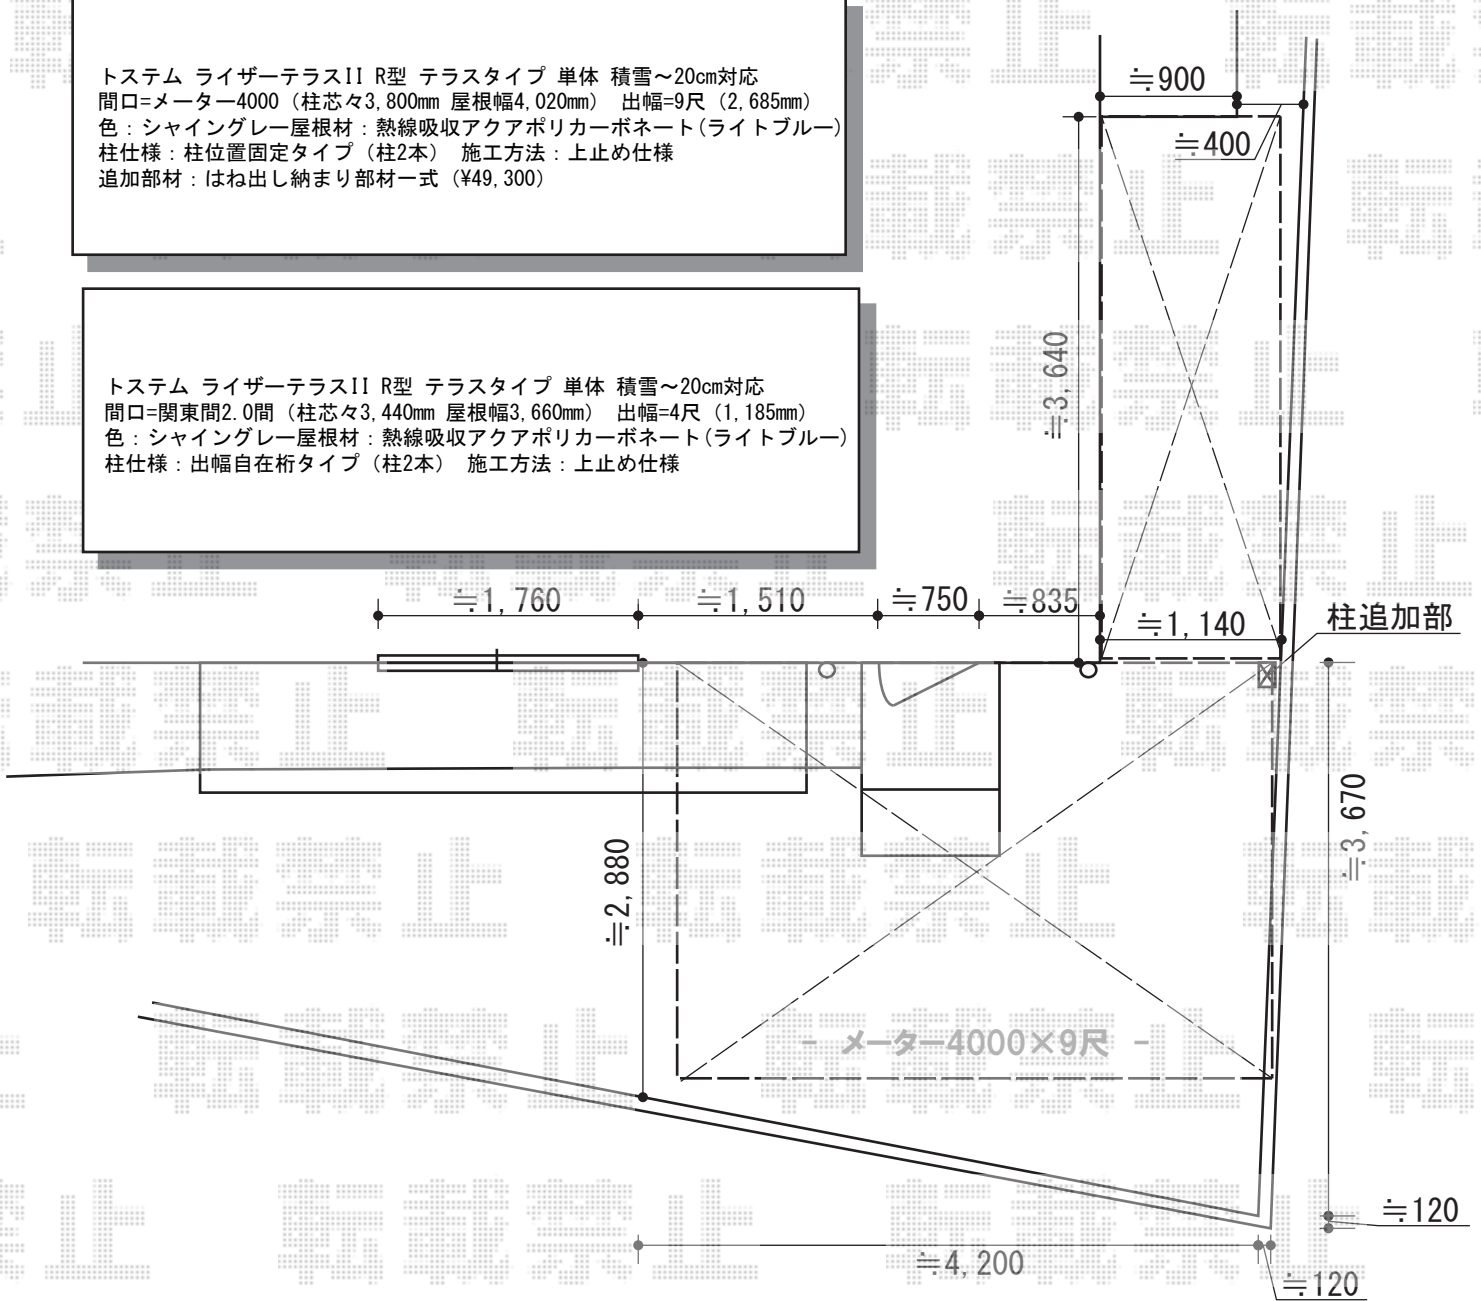 トステム ライザーテラスII R型 テラスタイプ 単体 積雪～20cm対応
間口=メーター4000（柱芯々3,800mm 屋根幅4,020mm） 出幅=9尺（2,685mm）
色：シャイングレー屋根材：熱線吸収アクアポリカーボネート(ライトブルー)
柱仕様：柱位置固定タイプ（柱2本） 施工方法：上止め仕様
追加部材：はね出し納まり部材一式（¥49,300）
トステム ライザーテラスII R型 テラスタイプ 単体 積雪～20cm対応
間口=関東間2.0間（柱芯々3,440mm 屋根幅3,660mm） 出幅=4尺（1,185mm）
色：シャイングレー屋根材：熱線吸収アクアポリカーボネート(ライトブルー)
柱仕様：出幅自在桁タイプ（柱2本） 施工方法：上止め仕様
≒900
≒400
≒3,640
≒1,760
≒1,510
≒750
≒835
≒1,140
柱追加部
≒2,880
≒3,670
- メーター4000×9尺 -
≒120
≒4,200
≒120
転載禁止